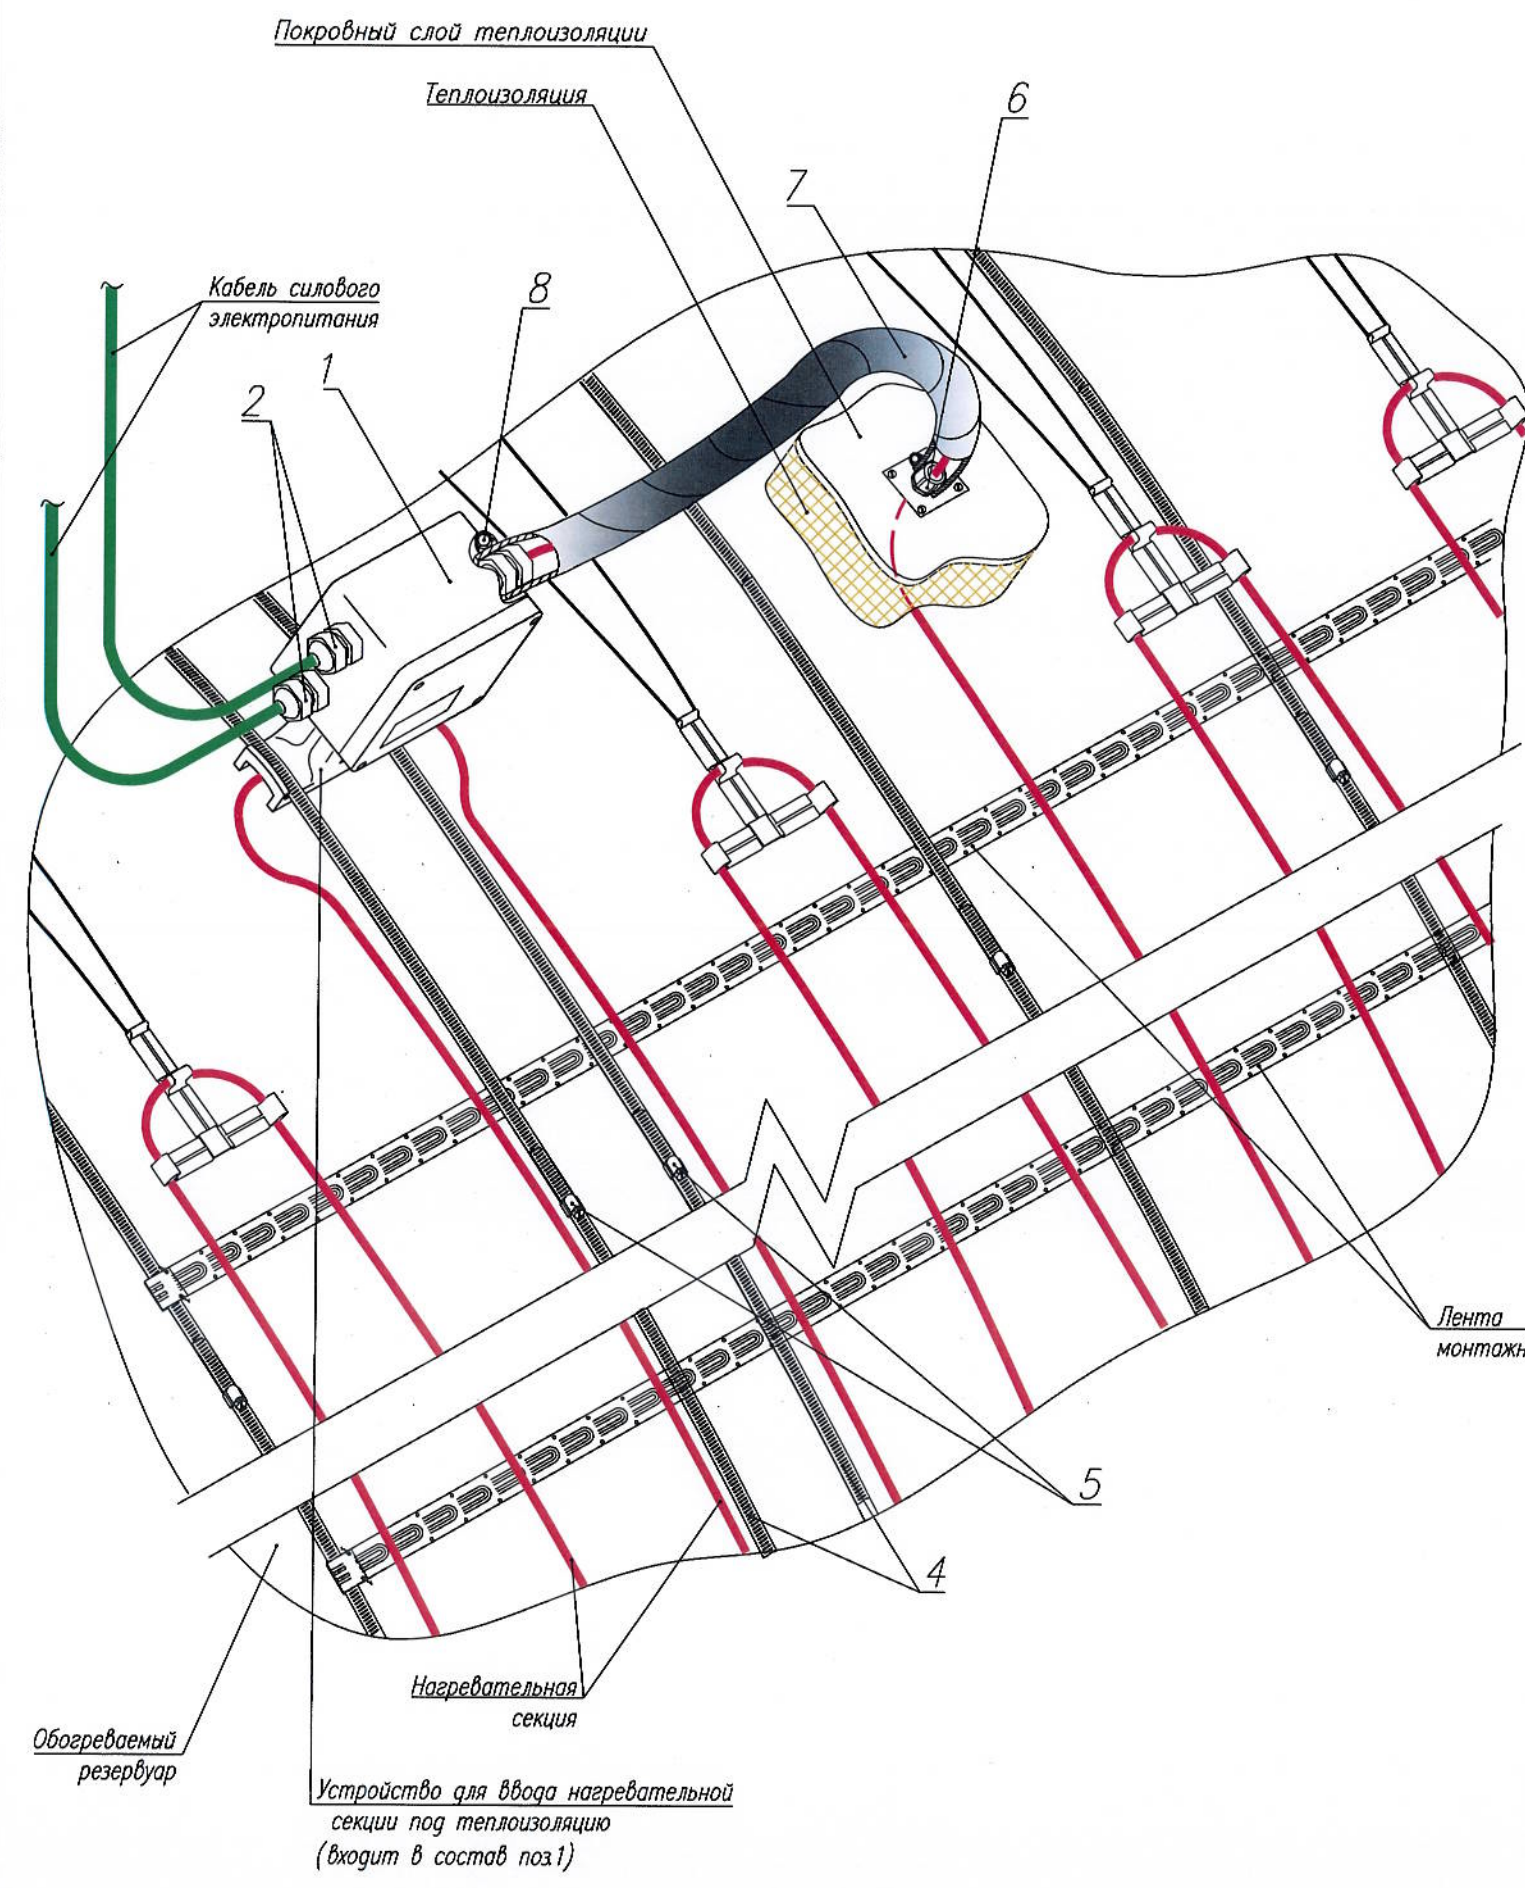 Покровный слой теплоизоляции
Теплоизоляция
6
7
Кабель силового
электропитания
8
1
2
Лента
монтажн
5
4
Нагревательная
секция
Обогреваемый
резервуар
Устройство для ввода нагревательной
секции под теплоизоляцию
(входит в состав поз.1)